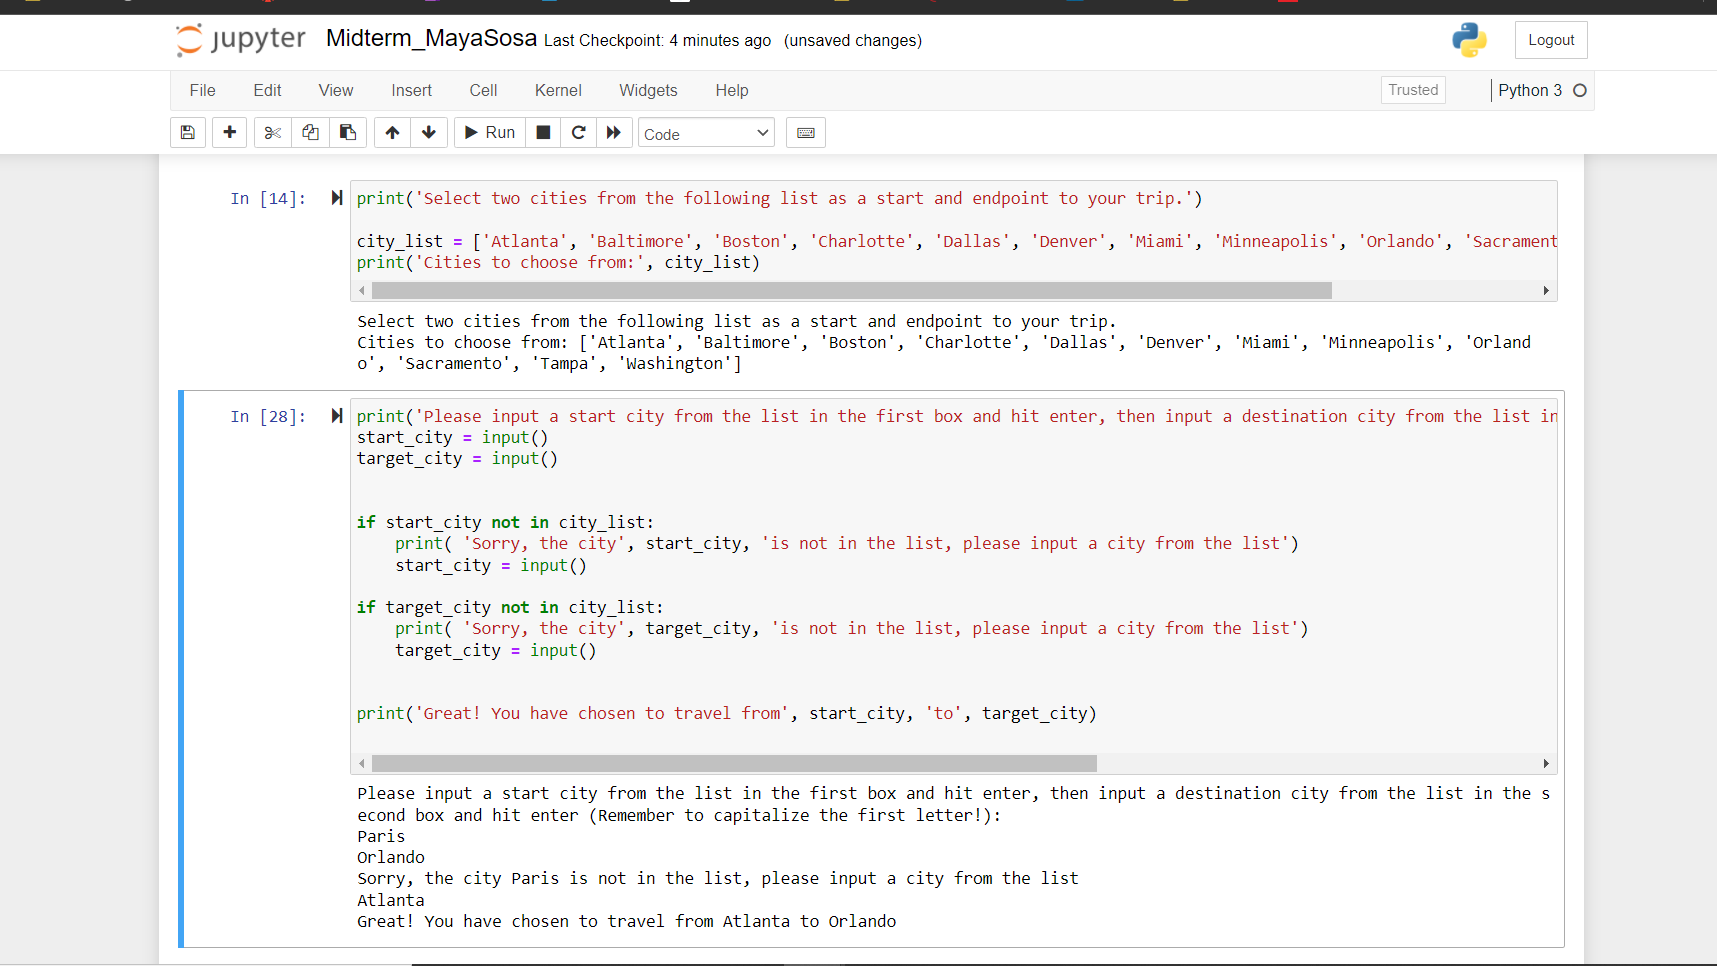 jupyter Midterm_MayaSosa Last Checkpoint: 4 minutes ago (unsaved changes)
Logout
File Edit View Insert Cell Kernel Widgets Help
Trusted
Python 3
Run
Code
In [14]:
print('Select two cities from the following list as a start and endpoint to your trip.')
city_list = ['Atlanta', 'Baltimore', 'Boston', 'Charlotte', 'Dallas', 'Denver', 'Miami', 'Minneapolis', 'Orlando', 'Sacrament
print('Cities to choose from:', city_list)
Select two cities from the following list as a start and endpoint to your trip.
Cities to choose from: ['Atlanta', 'Baltimore', 'Boston', 'Charlotte', 'Dallas', 'Denver', 'Miami', 'Minneapolis', 'Orland
o', 'Sacramento', 'Tampa', 'Washington']
In [28]:
print('Please input a start city from the list in the first box and hit enter, then input a destination city from the list in
start_city = input()
target_city = input()
if start_city not in city_list:
    print( 'Sorry, the city', start_city, 'is not in the list, please input a city from the list')
    start_city = input()
if target_city not in city_list:
    print( 'Sorry, the city', target_city, 'is not in the list, please input a city from the list')
    target_city = input()
print('Great! You have chosen to travel from', start_city, 'to', target_city)
Please input a start city from the list in the first box and hit enter, then input a destination city from the list in the s
econd box and hit enter (Remember to capitalize the first letter!):
Paris
Orlando
Sorry, the city Paris is not in the list, please input a city from the list
Atlanta
Great! You have chosen to travel from Atlanta to Orlando